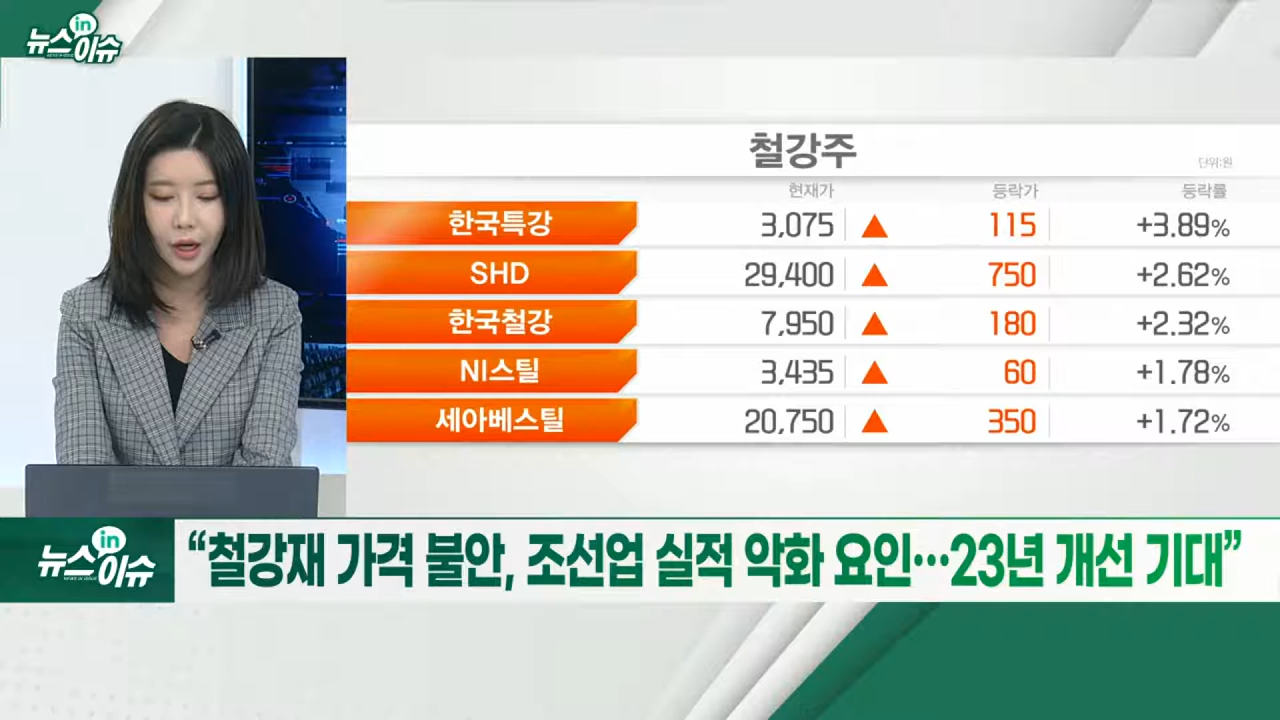 뉴스in이슈
철강주
단위:원
현재가 등락가 등락률
한국특강 3,075 ▲ 115 +3.89%
SHD 29,400 ▲ 750 +2.62%
한국철강 7,950 ▲ 180 +2.32%
NI스틸 3,435 ▲ 60 +1.78%
세아베스틸 20,750 ▲ 350 +1.72%
뉴스in이슈
NEWS IN ISSUE
“철강재 가격 불안, 조선업 실적 악화 요인…23년 개선 기대”